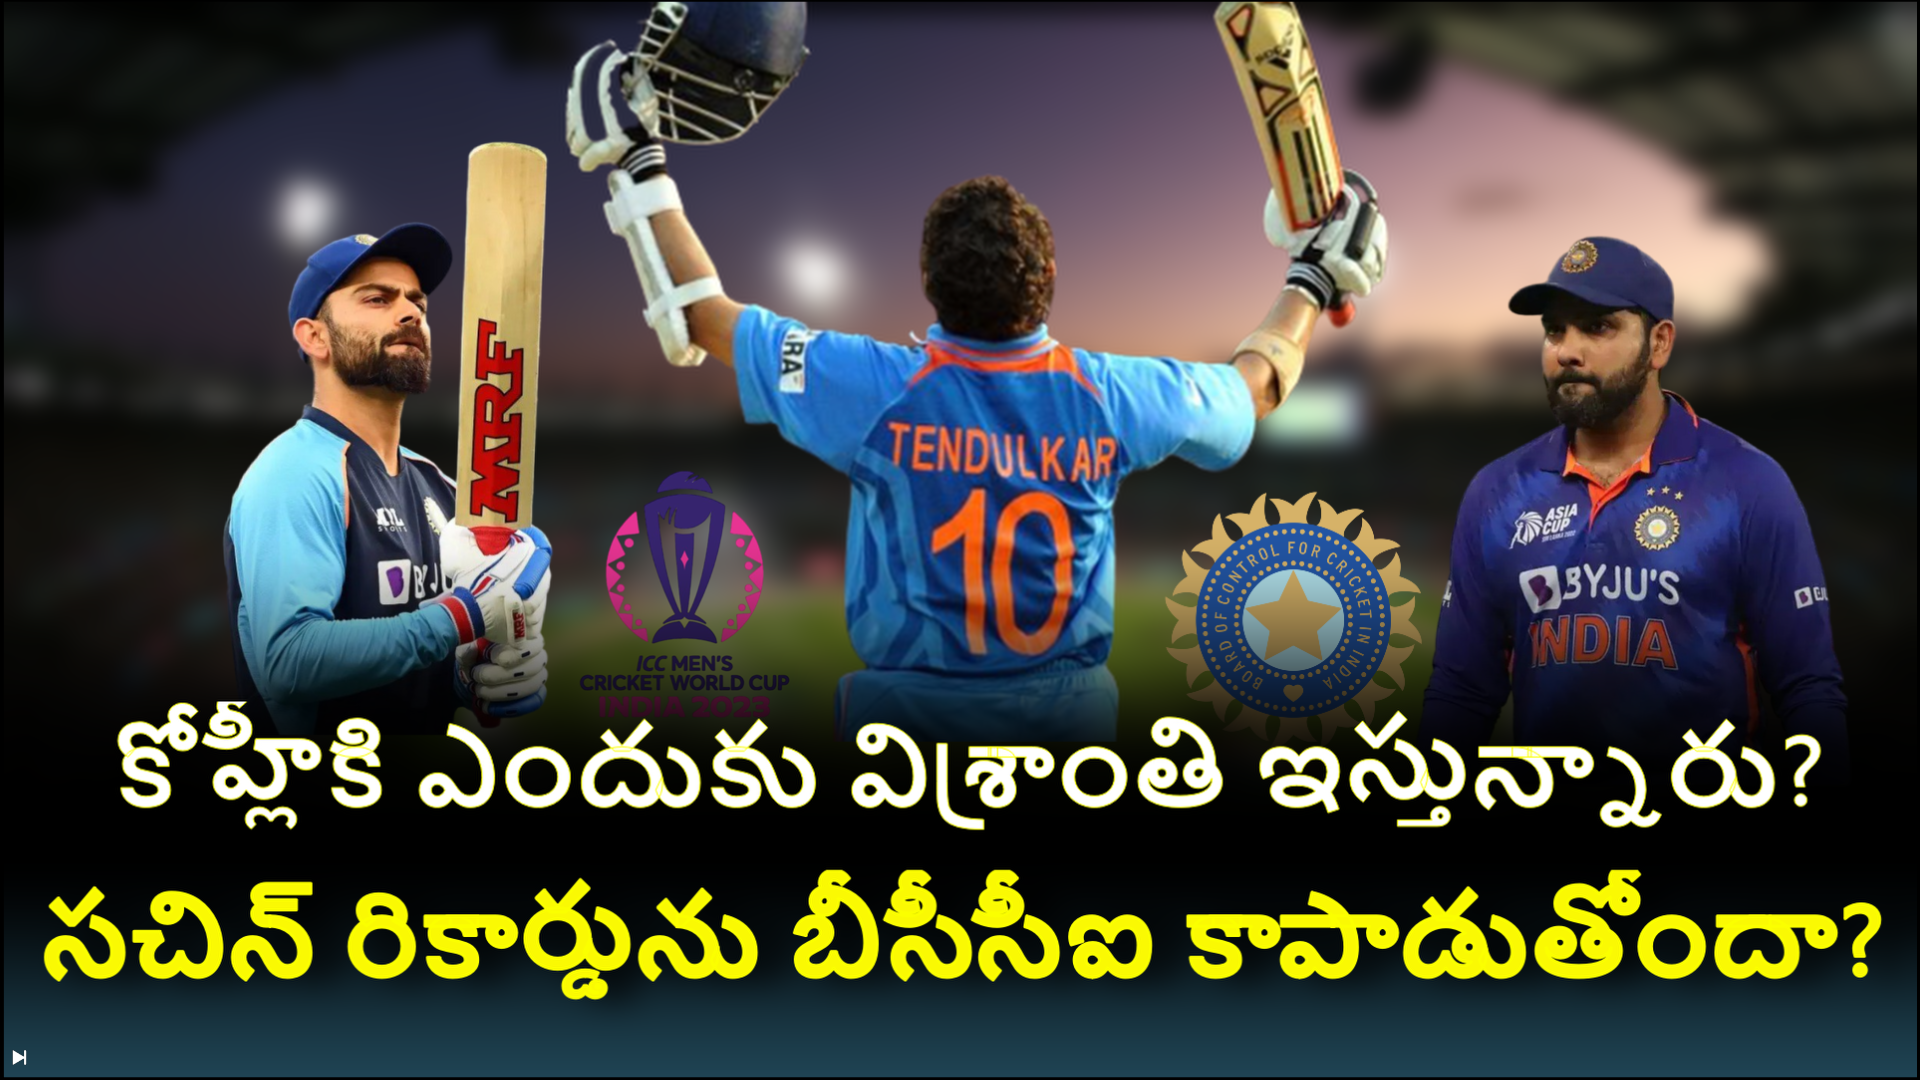 MRF
TENDULKAR
10
ICC MEN'S
CRICKET WORLD CUP
INDIA 2023
BOARD OF CONTROL FOR CRICKET IN INDIA
ASIA
CUP
BYJU'S
INDIA
కోహ్లీకి ఎందుకు విశ్రాంతి ఇస్తున్నారు?
సచిన్ రికార్డును బీసీసీఐ కాపాడుతోందా?